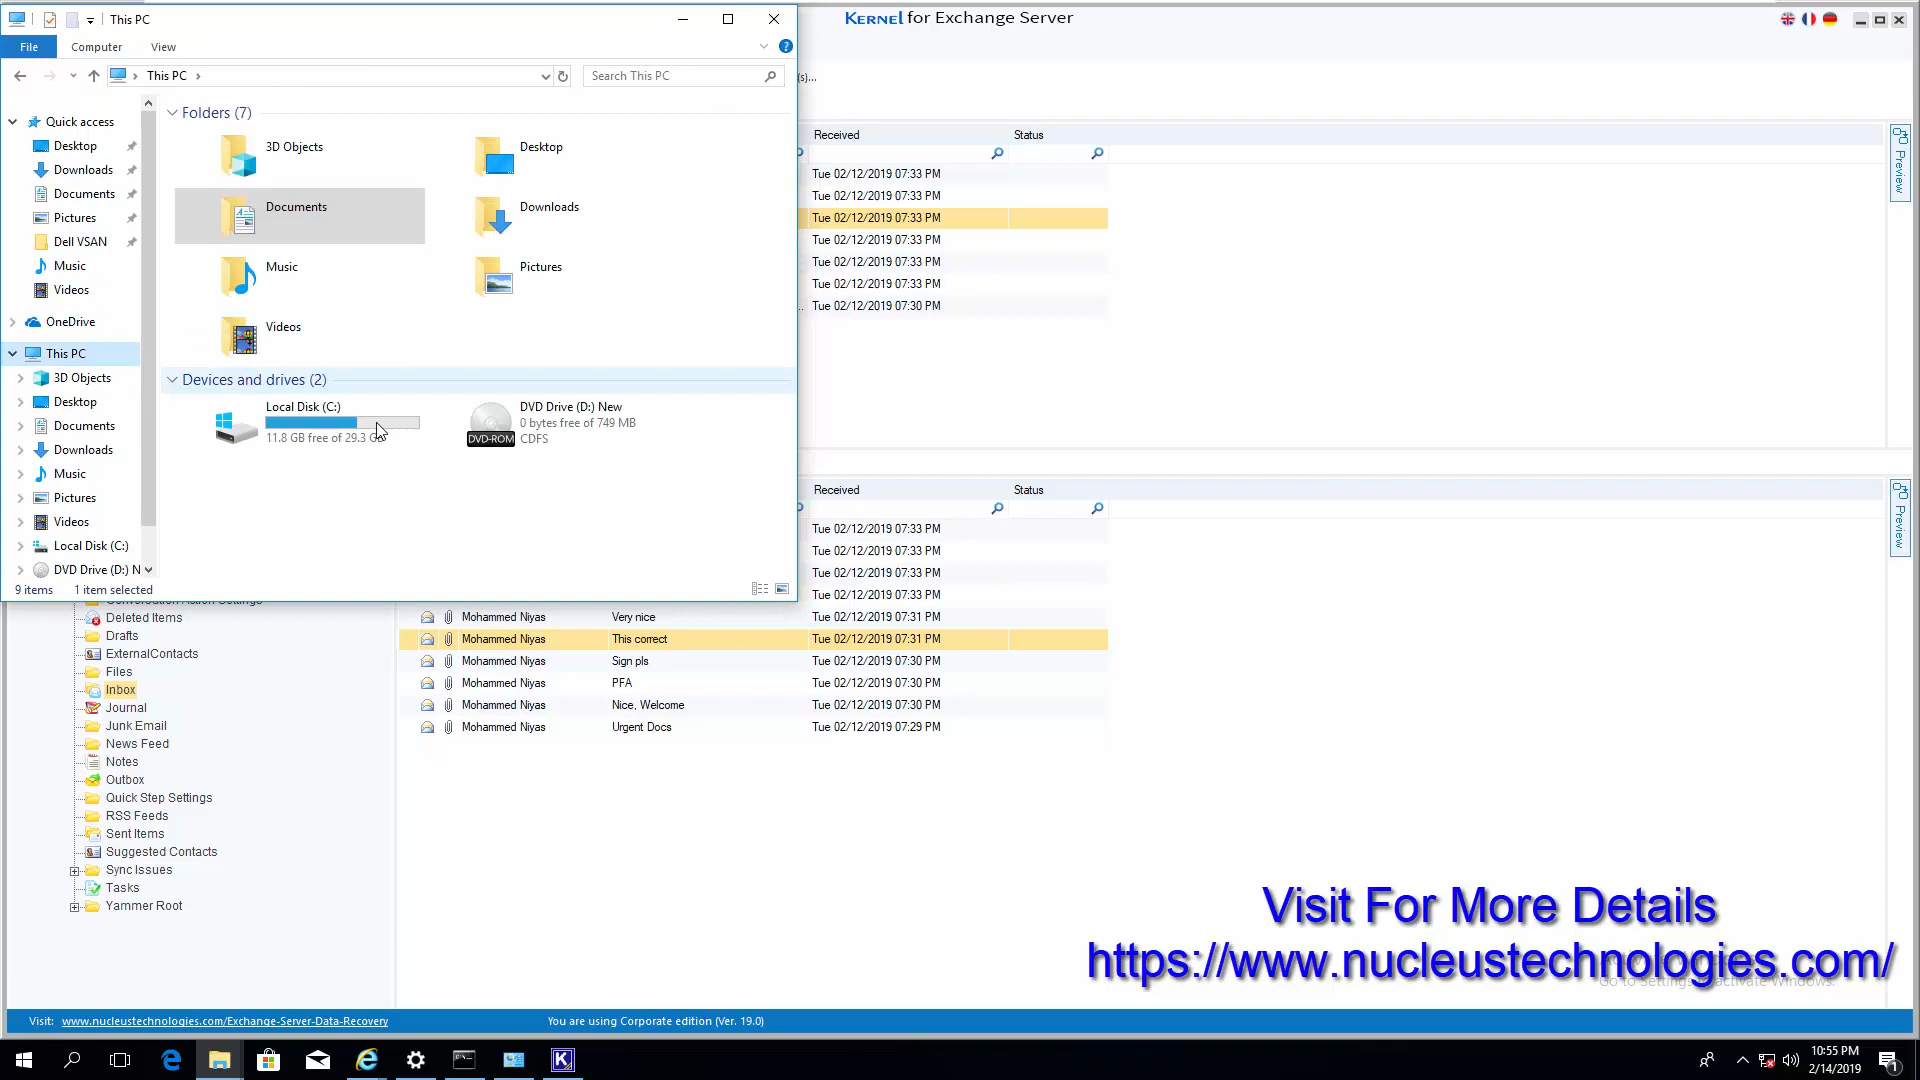 This PC
File
Computer
View
This PC
Search This PC
Quick access
Desktop
Downloads
Documents
Pictures
Dell VSAN
Music
Videos
OneDrive
This PC
3D Objects
Desktop
Documents
Downloads
Music
Pictures
Videos
Local Disk (C:)
DVD Drive (D:) N
Folders (7)
3D Objects
Desktop
Documents
Downloads
Music
Pictures
Videos
Devices and drives (2)
Local Disk (C:)
11.8 GB free of 29.3 G
DVD Drive (D:) New
0 bytes free of 749 MB
CDFS
DVD-ROM
9 items
1 item selected
KERNEL for Exchange Server
(s)...
Received Status
Preview
Tue 02/12/2019 07:33 PM
Tue 02/12/2019 07:33 PM
Tue 02/12/2019 07:33 PM
Tue 02/12/2019 07:33 PM
Tue 02/12/2019 07:33 PM
Tue 02/12/2019 07:33 PM
.. Tue 02/12/2019 07:30 PM
Received Status
Preview
Tue 02/12/2019 07:33 PM
Tue 02/12/2019 07:33 PM
Tue 02/12/2019 07:33 PM
Tue 02/12/2019 07:33 PM
Mohammed Niyas Very nice Tue 02/12/2019 07:31 PM
Mohammed Niyas This correct Tue 02/12/2019 07:31 PM
Mohammed Niyas Sign pls Tue 02/12/2019 07:30 PM
Mohammed Niyas PFA Tue 02/12/2019 07:30 PM
Mohammed Niyas Nice, Welcome Tue 02/12/2019 07:30 PM
Mohammed Niyas Urgent Docs Tue 02/12/2019 07:29 PM
Deleted Items
Drafts
ExternalContacts
Files
Inbox
Journal
Junk Email
News Feed
Notes
Outbox
Quick Step Settings
RSS Feeds
Sent Items
Suggested Contacts
Sync Issues
Tasks
Yammer Root
Visit For More Details
https://www.nucleustechnologies.com/
Go to Settings to activate Windows.
Visit: www.nucleustechnologies.com/Exchange-Server-Data-Recovery
You are using Corporate edition (Ver. 19.0)
10:55 PM
2/14/2019
1